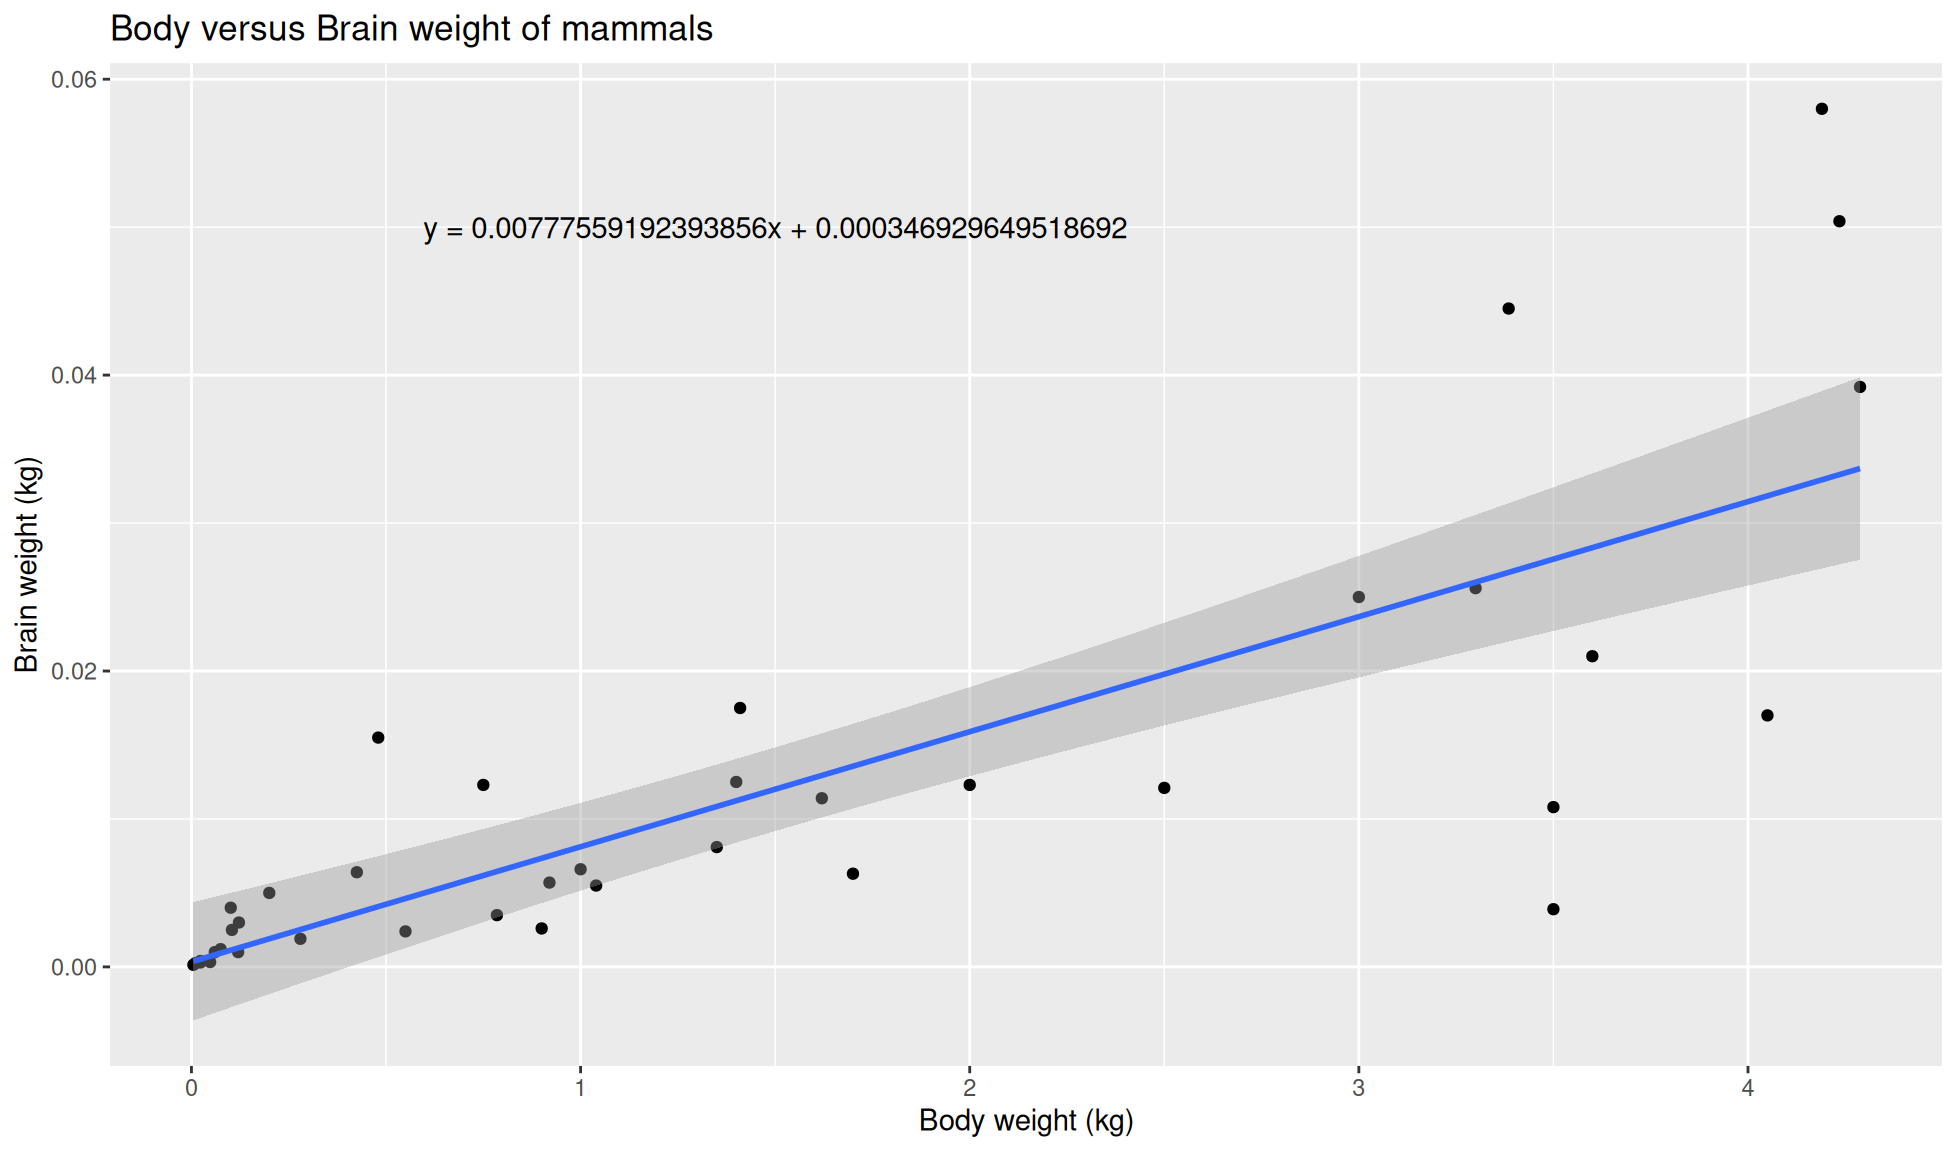 Body versus Brain weight of mammals
0.06
y = 0.00777559192393856x + 0.000346929649518692
0.04
Brain weight (kg)
0.02
0.00
0 1 2 3 4
Body weight (kg)